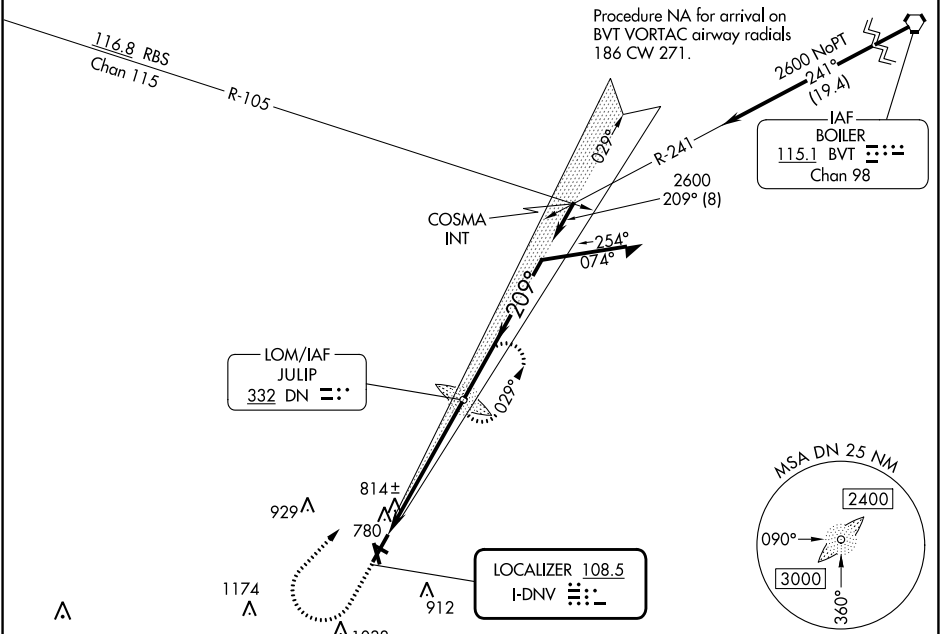 Procedure NA for arrival on
BVT VORTAC airway radials
186 CW 271.
116.8 RBS
Chan 115
R-105
2600 NoPT
241°
(19.4)
R-241
IAF
BOILER
115.1 BVT
Chan 98
029°
2600
209° (8)
COSMA
INT
254°
074°
209°
LOM/IAF
JULIP
332 DN
029°
MSA DN 25 NM
2400
090°
3000
360°
814±
929
780
LOCALIZER 108.5
I-DNV
1174
912